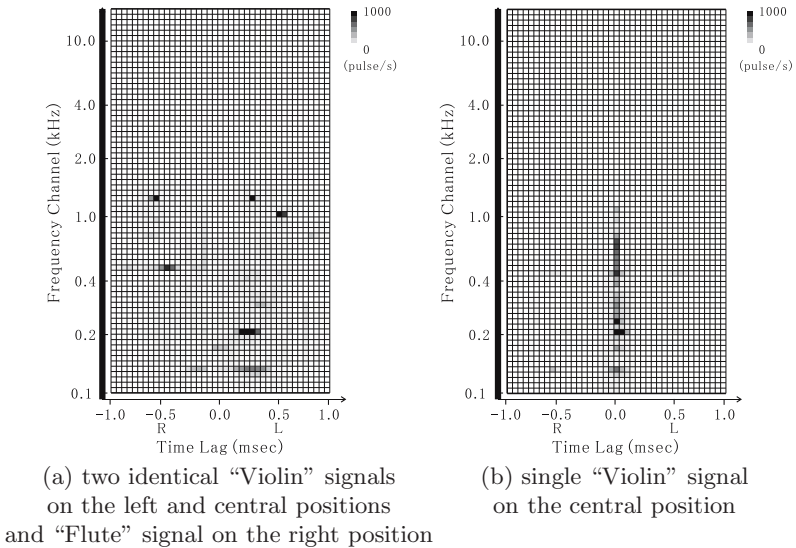 1000
0
(pulse/s)
Frequency Channel (kHz)
10.0
4.0
2.0
1.0
0.4
0.2
0.1
−1.0 −0.5 0.0 0.5 1.0
R L
Time Lag (msec)
(a) two identical “Violin” signals
on the left and central positions
and “Flute” signal on the right position
1000
0
(pulse/s)
Frequency Channel (kHz)
10.0
4.0
2.0
1.0
0.4
0.2
0.1
−1.0 −0.5 0.0 0.5 1.0
R L
Time Lag (msec)
(b) single “Violin” signal
on the central position